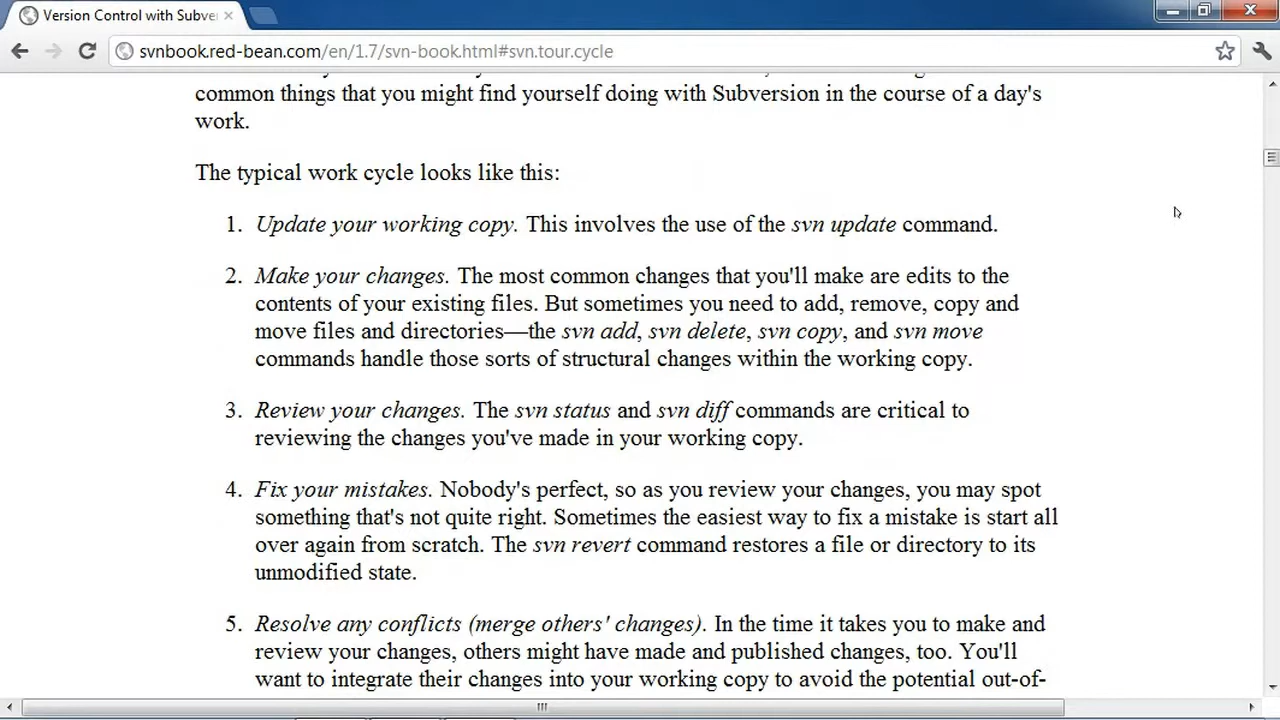 Version Control with Subve
svnbook.red-bean.com/en/1.7/svn-book.html#svn.tour.cycle
common things that you might find yourself doing with Subversion in the course of a day's
work.
The typical work cycle looks like this:
1. Update your working copy. This involves the use of the svn update command.
2. Make your changes. The most common changes that you'll make are edits to the
contents of your existing files. But sometimes you need to add, remove, copy and
move files and directories—the svn add, svn delete, svn copy, and svn move
commands handle those sorts of structural changes within the working copy.
3. Review your changes. The svn status and svn diff commands are critical to
reviewing the changes you've made in your working copy.
4. Fix your mistakes. Nobody's perfect, so as you review your changes, you may spot
something that's not quite right. Sometimes the easiest way to fix a mistake is start all
over again from scratch. The svn revert command restores a file or directory to its
unmodified state.
5. Resolve any conflicts (merge others' changes). In the time it takes you to make and
review your changes, others might have made and published changes, too. You'll
want to integrate their changes into your working copy to avoid the potential out-of-